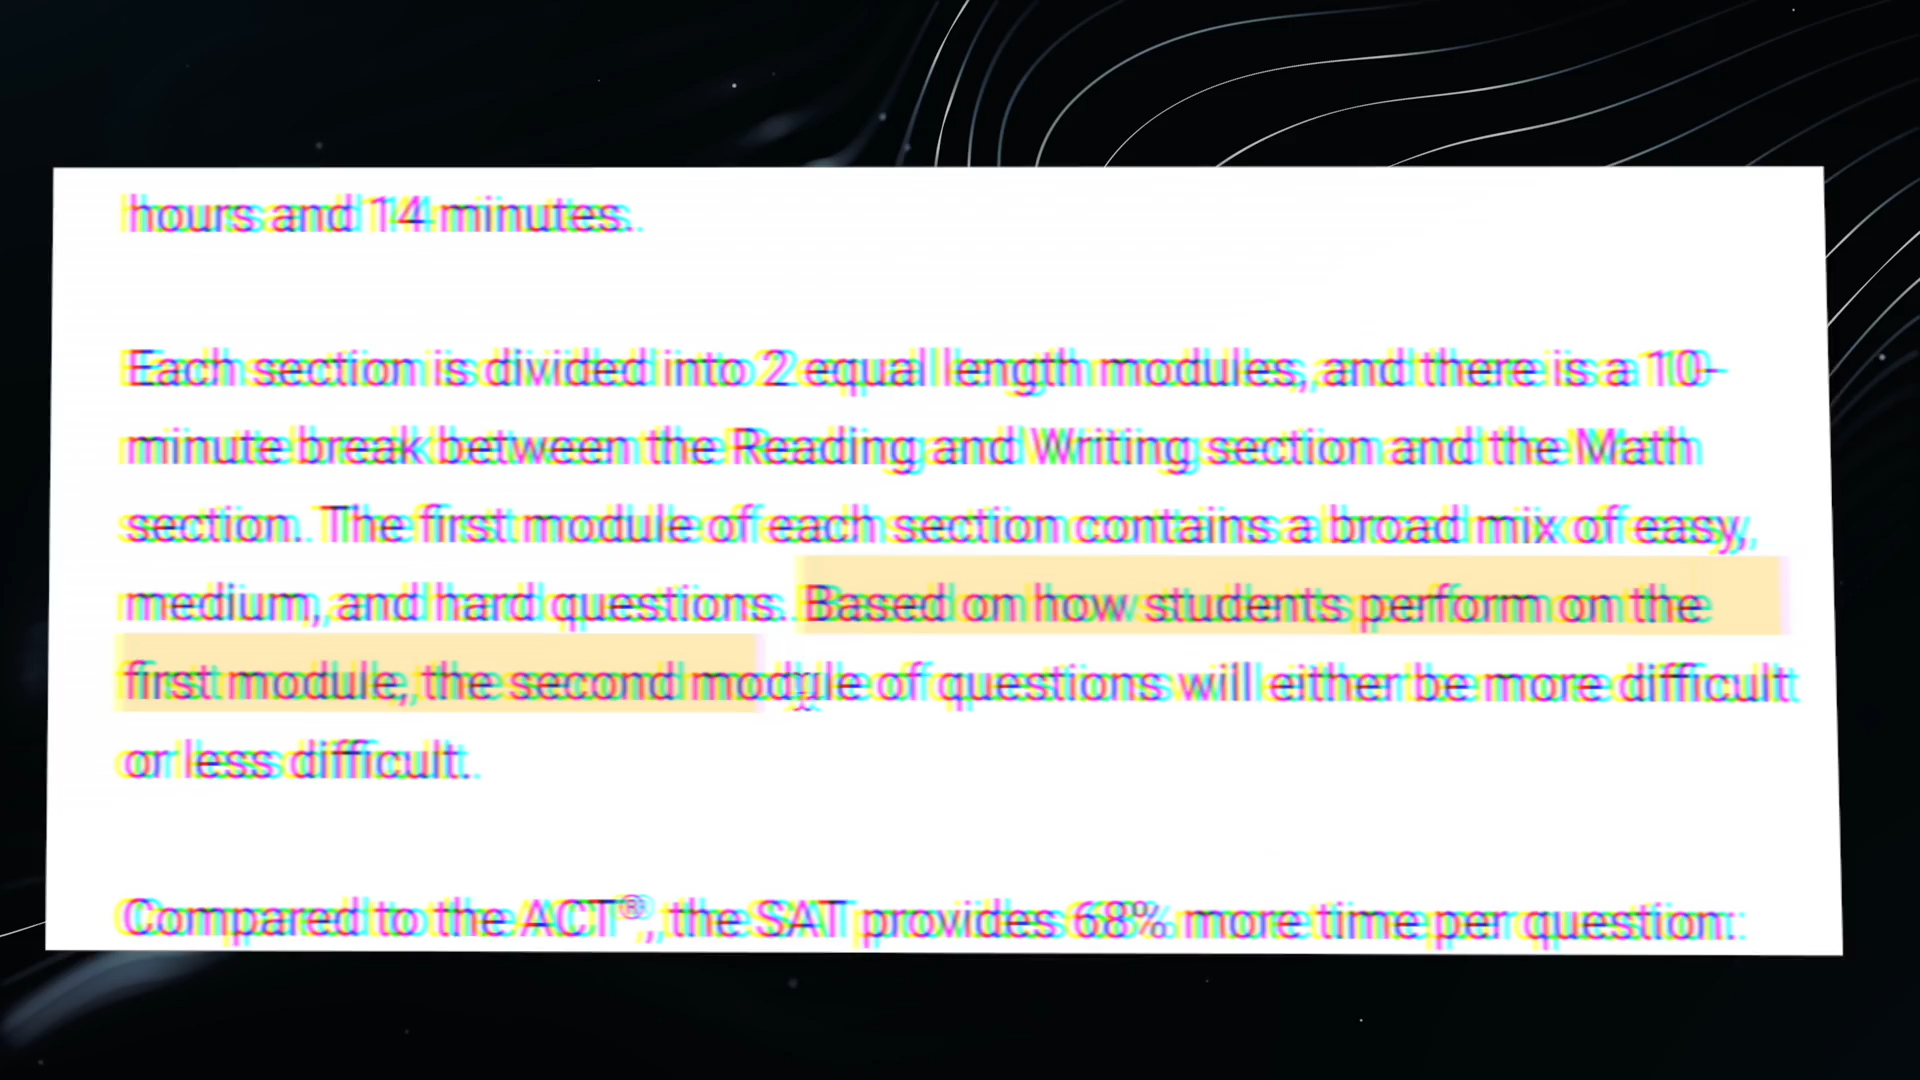 hours and 14 minutes.
Each section is divided into 2 equal length modules, and there is a 10-
minute break between the Reading and Writing section and the Math
section. The first module of each section contains a broad mix of easy,
medium, and hard questions. Based on how students perform on the
first module, the second module of questions will either be more difficult
or less difficult.
Compared to the ACT®, the SAT provides 68% more time per question: